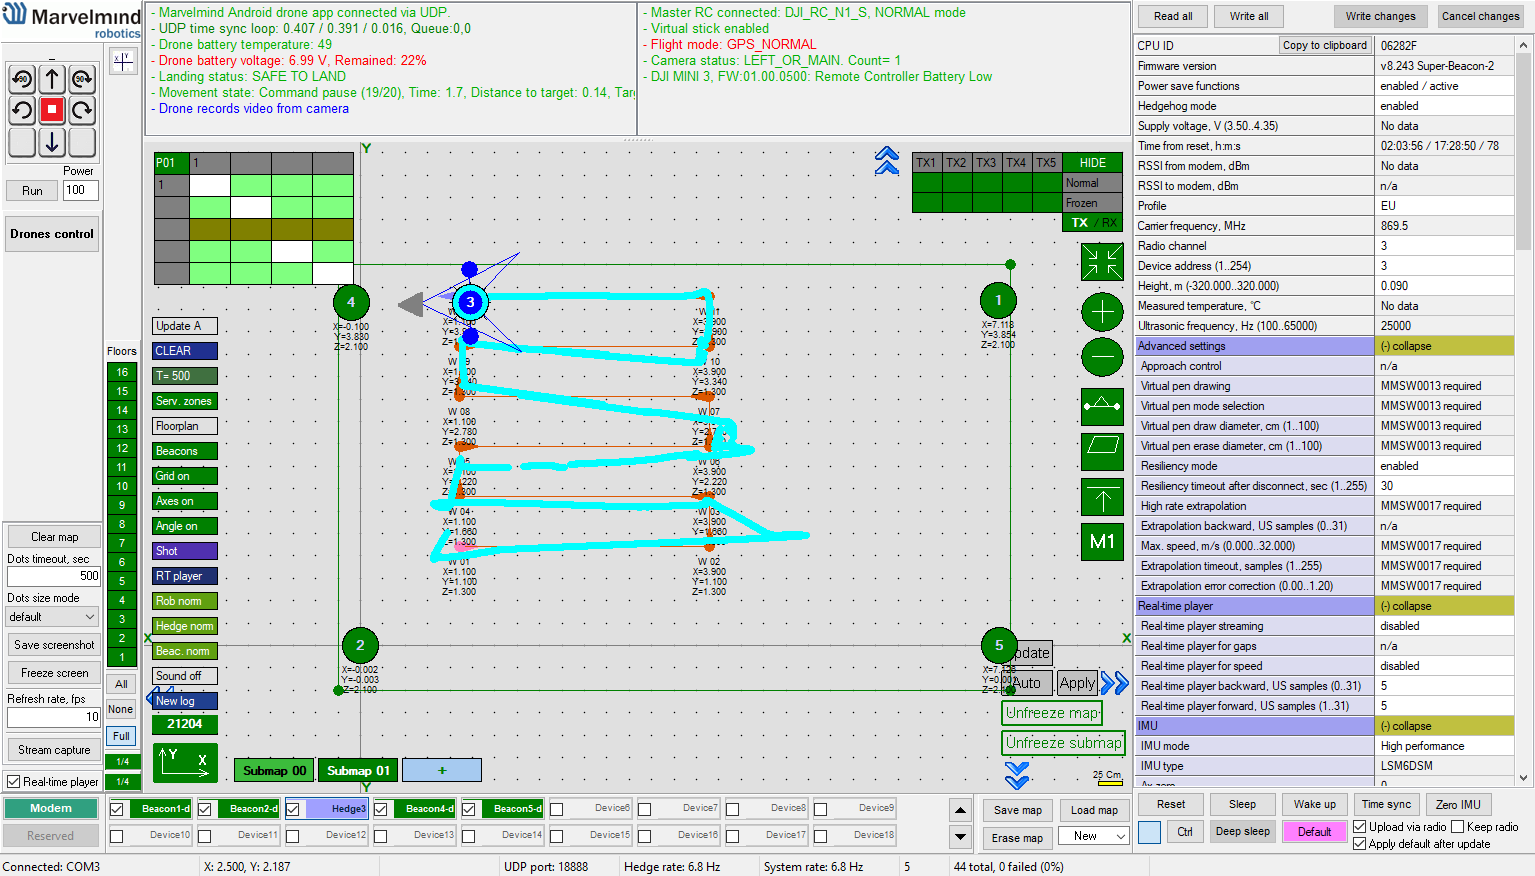 Marvelmind
robotics
- Marvelmind Android drone app connected via UDP.
- UDP time sync loop: 0.407 / 0.391 / 0.016, Queue:0,0
- Drone battery temperature: 49
- Drone battery voltage: 6.99 V, Remained: 22%
- Landing status: SAFE TO LAND
- Movement state: Command pause (19/20), Time: 1.7, Distance to target: 0.14, Tar
- Drone records video from camera
- Master RC connected: DJI_RC_N1_S, NORMAL mode
- Virtual stick enabled
- Flight mode: GPS_NORMAL
- Camera status: LEFT_OR_MAIN. Count= 1
- DJI MINI 3, FW:01.00.0500: Remote Controller Battery Low
90 90
Power
Run 100
Drones control
Clear map
Dots timeout, sec
500
Dots size mode
default
Save screenshot
Freeze screen
Refresh rate, fps
10
Stream capture
Real-time player
Floors
16
15
14
13
12
11
10
9
8
7
6
5
4
3
2
1
All
None
Full
1/4
1/4
P01 1
1
Update A
CLEAR
T= 500
Serv. zones
Floorplan
Beacons
Grid on
Axes on
Angle on
Shot
RT player
Rob norm
Hedge norm
Beac. norm
Sound off
New log
21204
Y X
Y
X
X
Y
TX1 TX2 TX3 TX4 TX5 HIDE
Normal
Frozen
TX / RX
M1
4
X=-0.100
Y=3.830
Z=2.100
3
1
X=7.118
Y=3.854
Z=2.100
10
X=3.900
Y=3.340
Z=1.300
W 08
X=1.100
Y=2.780
Z=1.300
W 07
W 06
X=3.900
Y=2.220
Z=1.300
W 04
X=1.100
Y=1.660
Z=1.300
W 03
X=3.900
Y=1.660
Z=1.300
W 01
X=1.100
Y=1.100
Z=1.300
W 02
X=3.900
Y=1.100
Z=1.300
2
X=-0.002
Y=-0.003
Z=2.100
5
pdate
Auto Apply
Unfreeze map
Unfreeze submap
25 Cm
Submap 00 Submap 01 +
Read all Write all Write changes Cancel changes
CPU ID Copy to clipboard 06282F
Firmware version v8.243 Super-Beacon-2
Power save functions enabled / active
Hedgehog mode enabled
Supply voltage, V (3.50..4.35) No data
Time from reset, h:m:s 02:03:56 / 17:28:50 / 78
RSSI from modem, dBm No data
RSSI to modem, dBm n/a
Profile EU
Carrier frequency, MHz 869.5
Radio channel 3
Device address (1..254) 3
Height, m (-320.000..320.000) 0.090
Measured temperature, °C No data
Ultrasonic frequency, Hz (100..65000) 25000
Advanced settings (-) collapse
Approach control n/a
Virtual pen drawing MMSW0013 required
Virtual pen mode selection MMSW0013 required
Virtual pen draw diameter, cm (1..100) MMSW0013 required
Virtual pen erase diameter, cm (1..100) MMSW0013 required
Resiliency mode enabled
Resiliency timeout after disconnect, sec (1..255) 30
High rate extrapolation MMSW0017 required
Extrapolation backward, US samples (0..31) n/a
Max. speed, m/s (0.000..32.000) MMSW0017 required
Extrapolation timeout, samples (1..255) MMSW0017 required
Extrapolation error correction (0.00..1.20) MMSW0017 required
Real-time player (-) collapse
Real-time player streaming disabled
Real-time player for gaps n/a
Real-time player for speed disabled
Real-time player backward, US samples (0..31) 5
Real-time player forward, US samples (1..31) 5
IMU (-) collapse
IMU mode High perfomance
IMU type LSM6DSM
Ax zero 0
Modem
Reserved
Beacon1-d Beacon2-d Hedge3 Beacon4-d Beacon5-d Device6 Device7 Device8 Device9
Device10 Device11 Device12 Device13 Device14 Device15 Device16 Device17 Device18
Save map Load map
Erase map New
Reset Sleep Wake up Time sync Zero IMU
Ctrl Deep sleep Default
Upload via radio Keep radio
Apply default after update
Connected: COM3 X: 2.500, Y: 2.187 UDP port: 18888 Hedge rate: 6.8 Hz System rate: 6.8 Hz 5 44 total, 0 failed (0%)